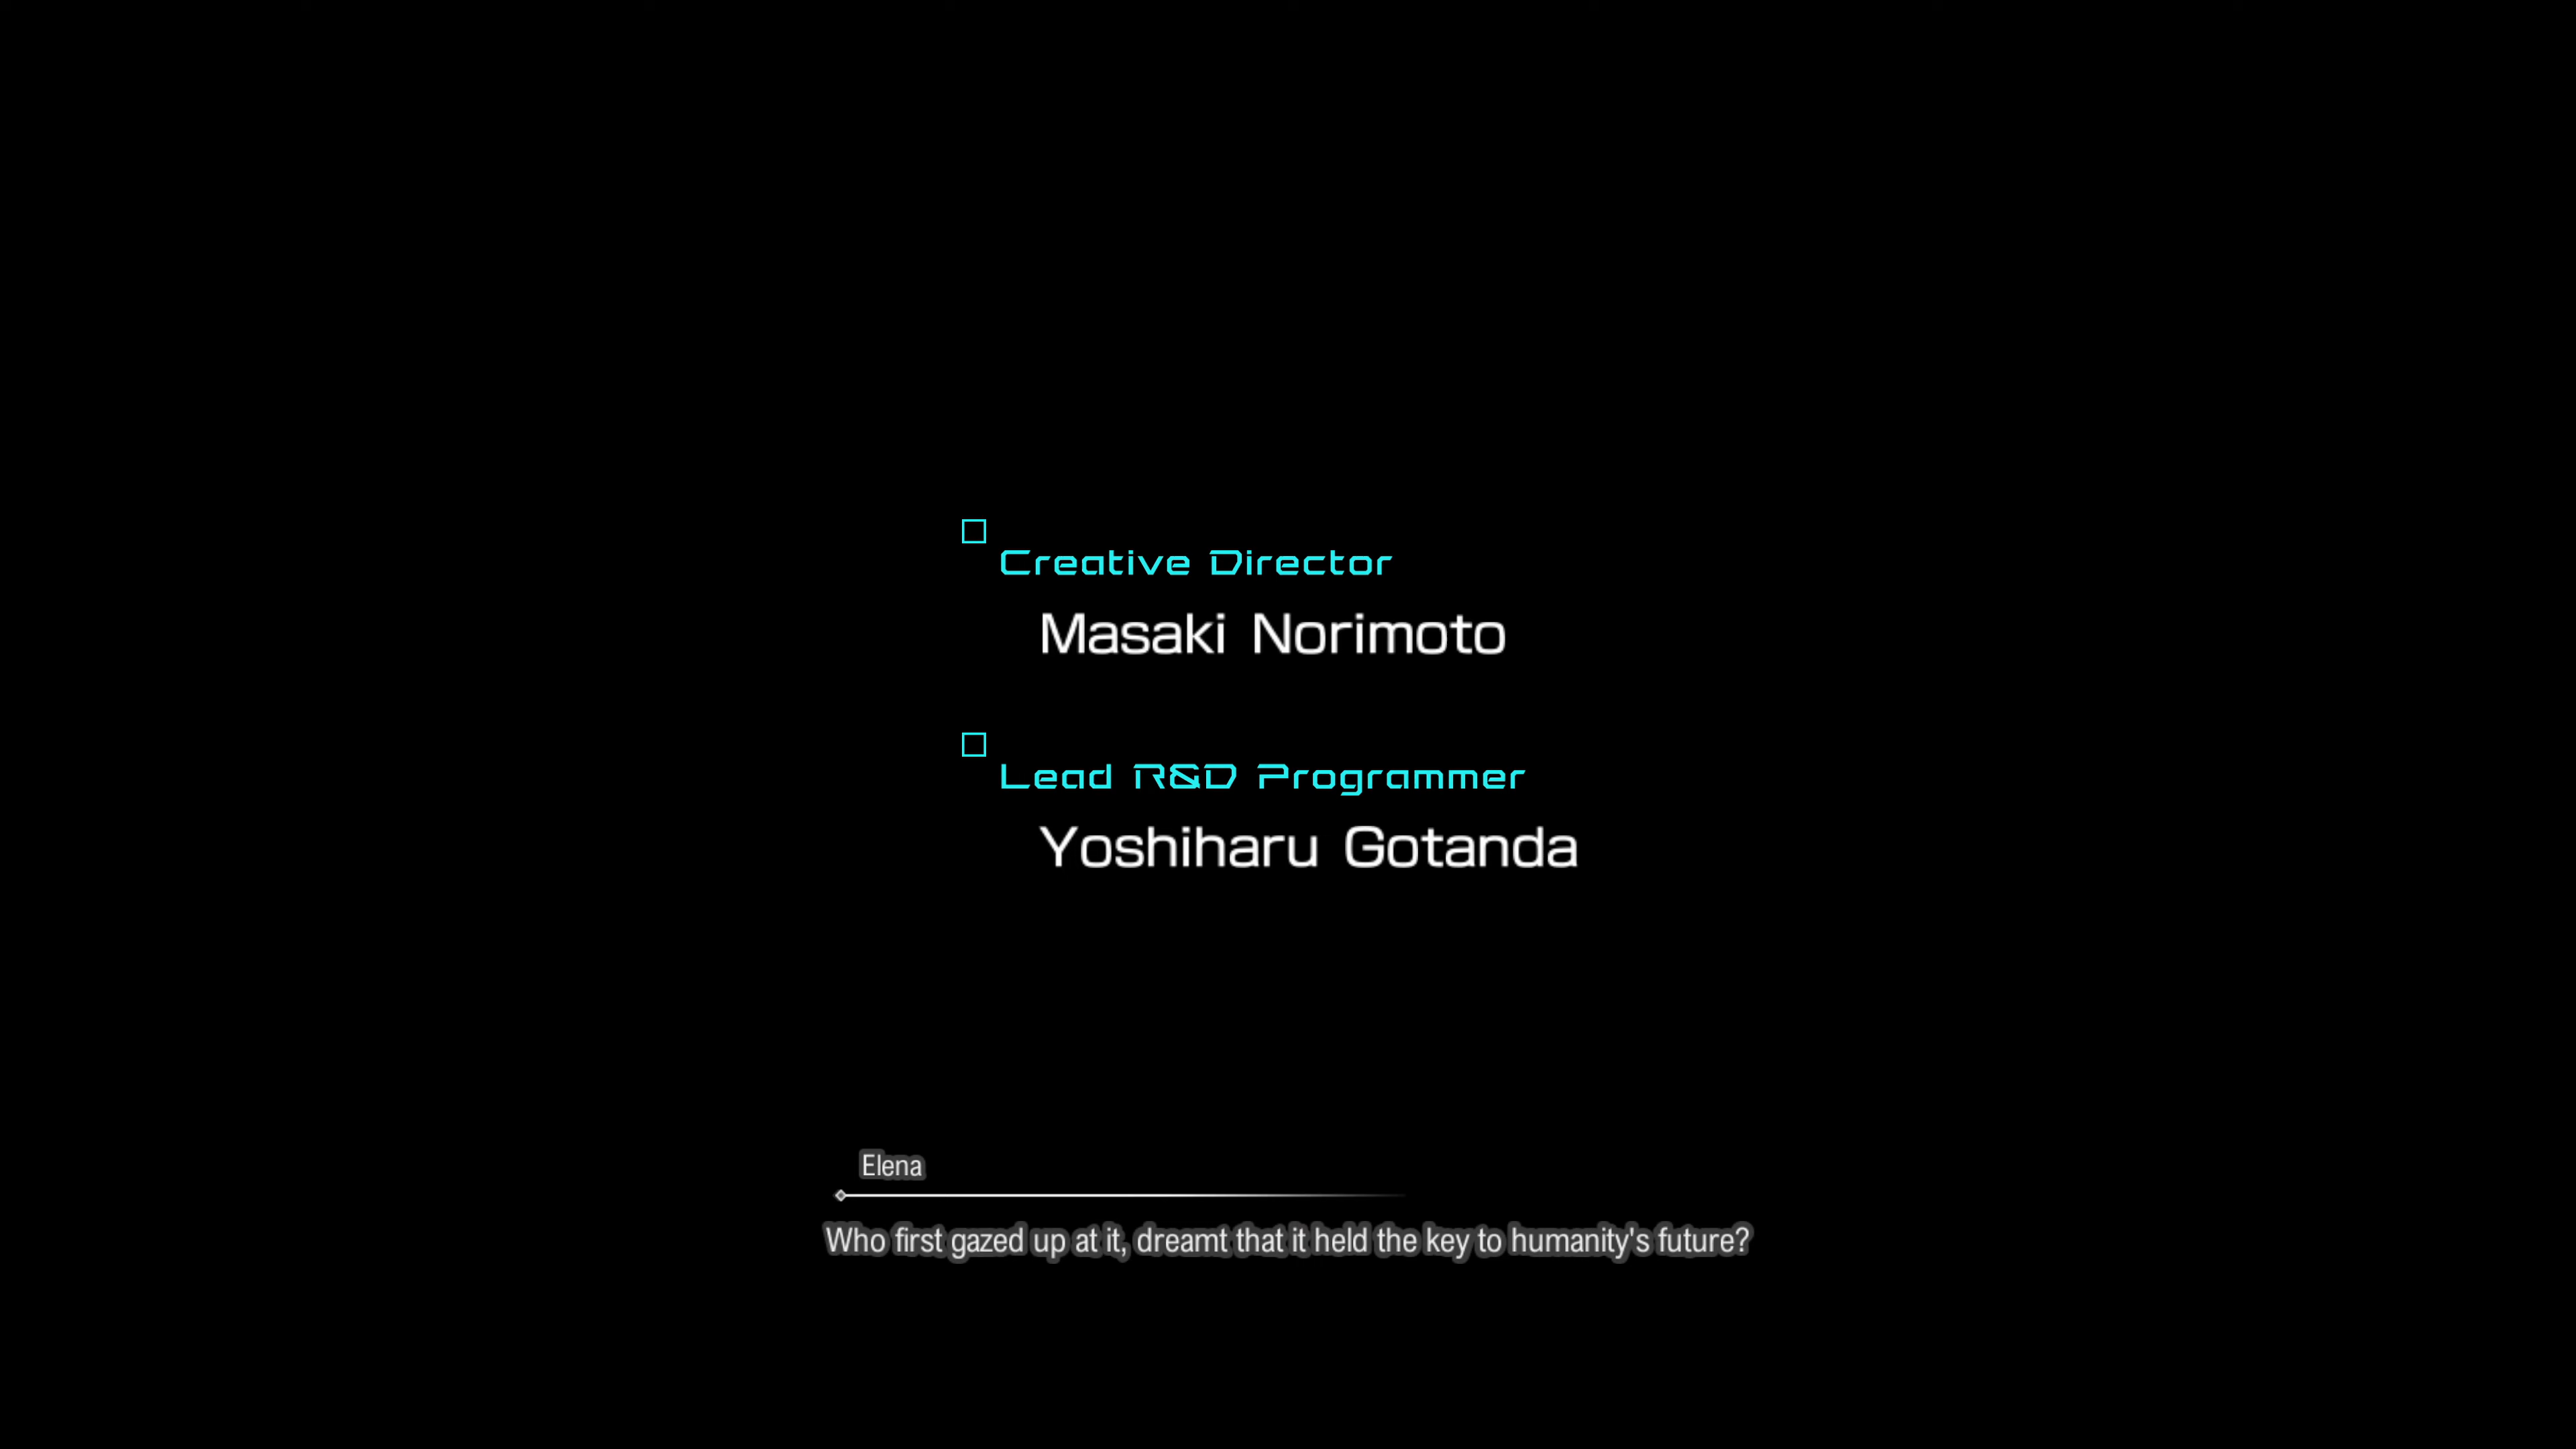 Creative Director
Masaki Norimoto
Lead R&D Programmer
Yoshiharu Gotanda
Elena
Who first gazed up at it, dreamt that it held the key to humanity's future?